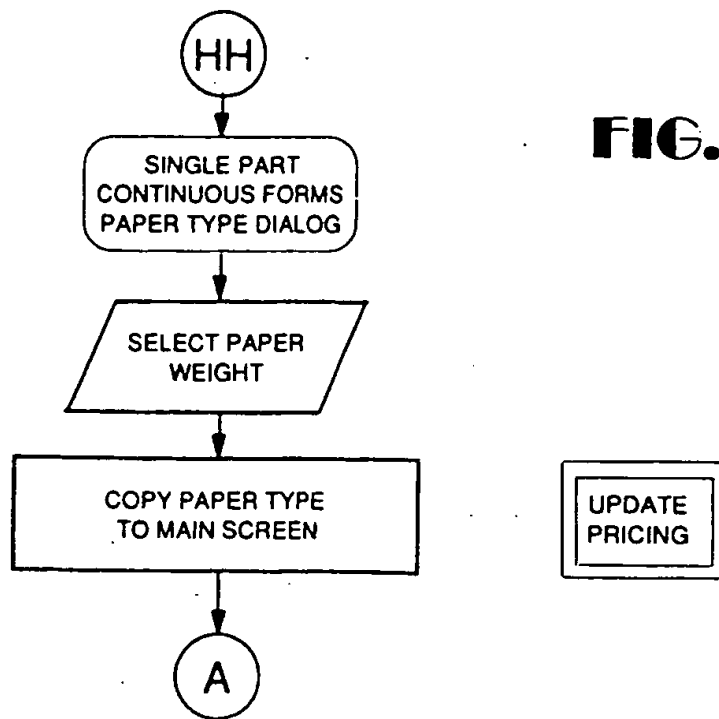 HH
FIG.
SINGLE PART
CONTINUOUS FORMS
PAPER TYPE DIALOG
SELECT PAPER
WEIGHT
COPY PAPER TYPE
TO MAIN SCREEN
UPDATE
PRICING
A